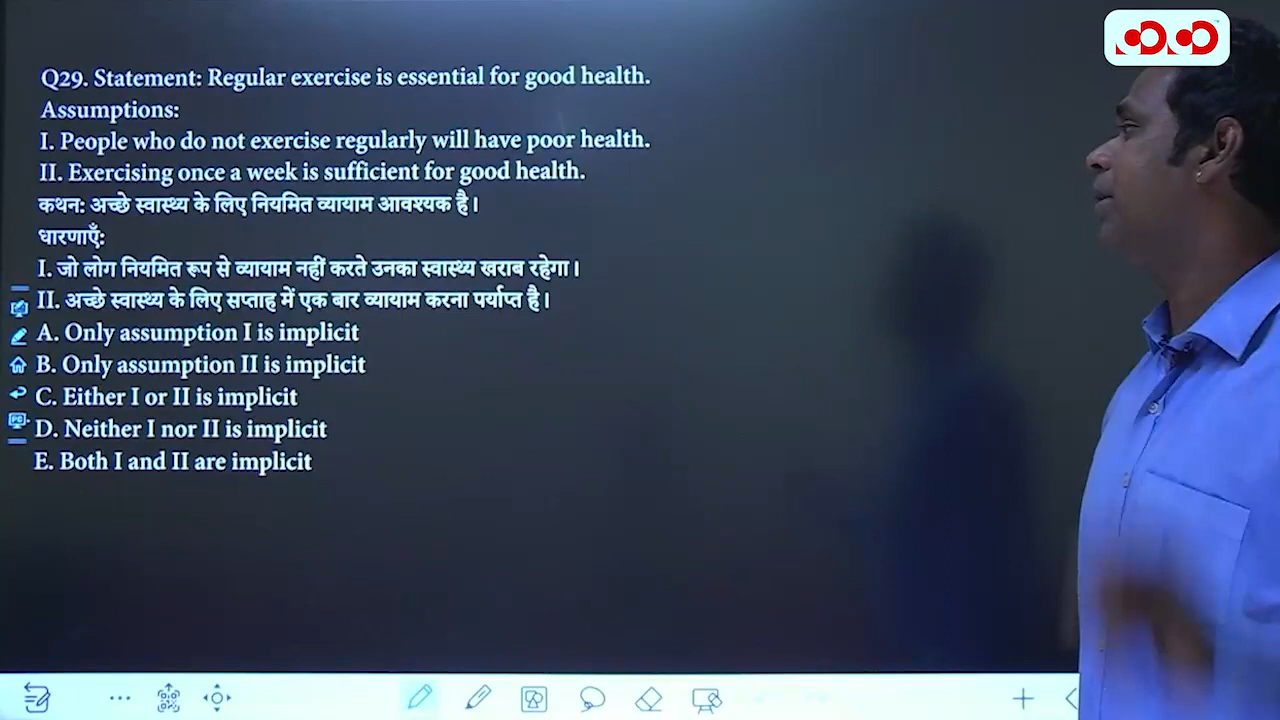 Q29. Statement: Regular exercise is essential for good health.
Assumptions:
I. People who do not exercise regularly will have poor health.
II. Exercising once a week is sufficient for good health.
कथन: अच्छे स्वास्थ्य के लिए नियमित व्यायाम आवश्यक है।
धारणाएँ:
I. जो लोग नियमित रूप से व्यायाम नहीं करते उनका स्वास्थ्य खराब रहेगा।
II. अच्छे स्वास्थ्य के लिए सप्ताह में एक बार व्यायाम करना पर्याप्त है।
A. Only assumption I is implicit
B. Only assumption II is implicit
C. Either I or II is implicit
D. Neither I nor II is implicit
E. Both I and II are implicit